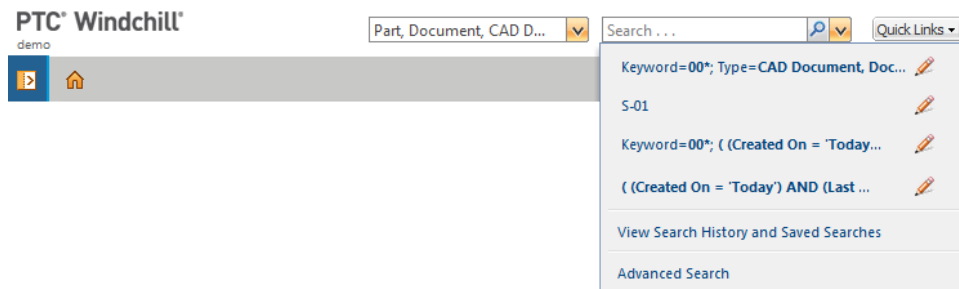 PTC® Windchill®
demo
Part, Document, CAD D...
Search . . .
Quick Links
Keyword=00*; Type=CAD Document, Doc...
S-01
Keyword=00*; ( (Created On = 'Today...
( (Created On = 'Today') AND (Last ...
View Search History and Saved Searches
Advanced Search